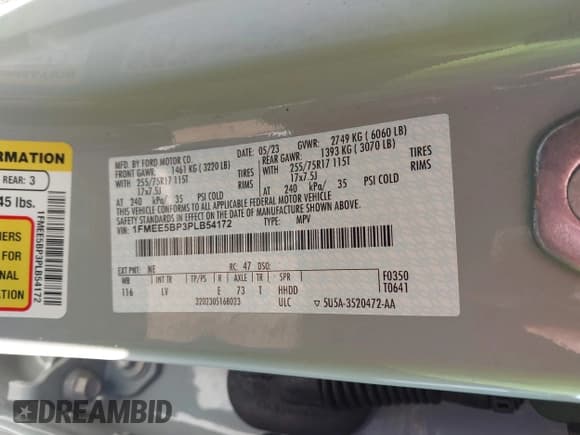 RMATION
REAR: 3
45 lbs.
IERS
O THE
NAL
ATION
1FMEE5BP3PLB54172
MFD. BY FORD MOTOR CO. 05/23 GVWR: 2749 KG ( 6060 LB)
FRONT GAWR: 1461 KG ( 3220 LB) REAR GAWR: 1393 KG ( 3070 LB)
WITH 255/75R17 115T TIRES WITH 255/75R17 115T TIRES
17x7.5J RIMS 17x7.5J RIMS
AT 240 kPa/ 35 PSI COLD AT 240 kPa/ 35 PSI COLD
THIS VEHICLE CONFORMS TO ALL APPLICABLE FEDERAL MOTOR VEHICLE
SAFETY STANDARDS IN EFFECT ON THE DATE OF MANUFACTURE SHOWN ABOVE.
VIN: 1FMEE5BP3PLB54172 TYPE: MPV
EXT PNT: NE RC: 47 DSO:
WB INT TR TP/PS R AXLE TR SPR F0350
116 LV E 73 T HHDD T0641
3202305168033 ULC 5U5A-3520472-AA
DREAMBID